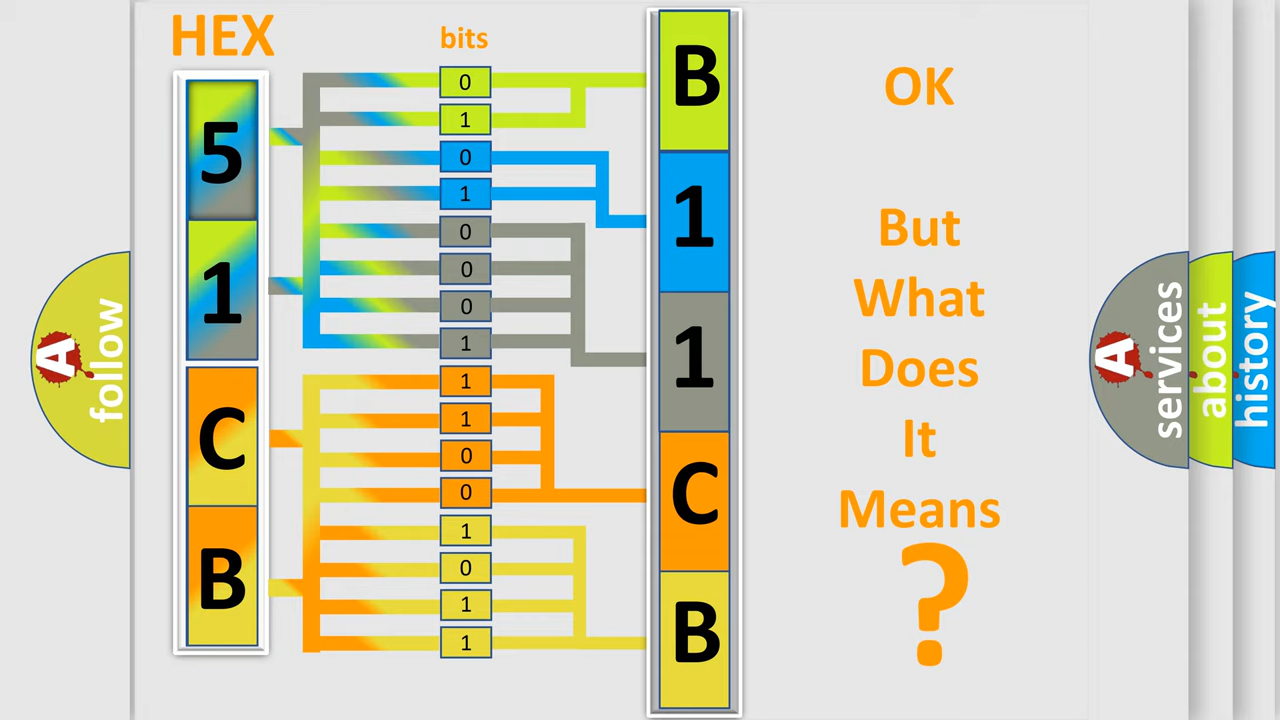 HEX
bits
5
1
C
B
0
1
0
1
0
0
0
1
1
1
0
0
1
0
1
1
B
1
1
C
B
OK
But
What
Does
It
Means
?
A
follow
A
services
about
history